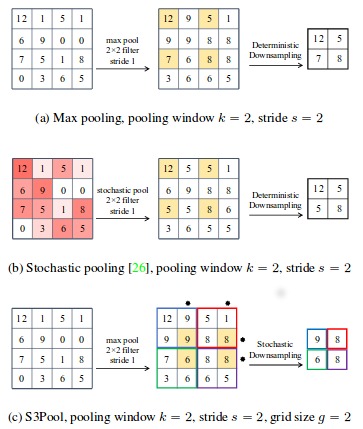 12 1 5 1
6 9 0 0
7 5 1 8
0 3 6 5
max pool
2×2 filter
stride 1
12 9 5 1
9 9 8 8
7 6 8 8
3 6 6 5
Deterministic
Downsampling
12 5
7 8
(a) Max pooling, pooling window k = 2, stride s = 2
12 1 5 1
6 9 0 0
7 5 1 8
0 3 6 5
stochastic pool
2×2 filter
stride 1
12 1 5 1
6 9 8 8
5 5 8 6
3 6 5 5
Deterministic
Downsampling
12 5
5 8
(b) Stochastic pooling [26], pooling window k = 2, stride s = 2
12 1 5 1
6 9 0 0
7 5 1 8
0 3 6 5
max pool
2×2 filter
stride 1
12 9 5 1
9 9 8 8
7 6 8 8
3 6 6 5
Stochastic
Downsampling
9 8
6 8
(c) S3Pool, pooling window k = 2, stride s = 2, grid size g = 2